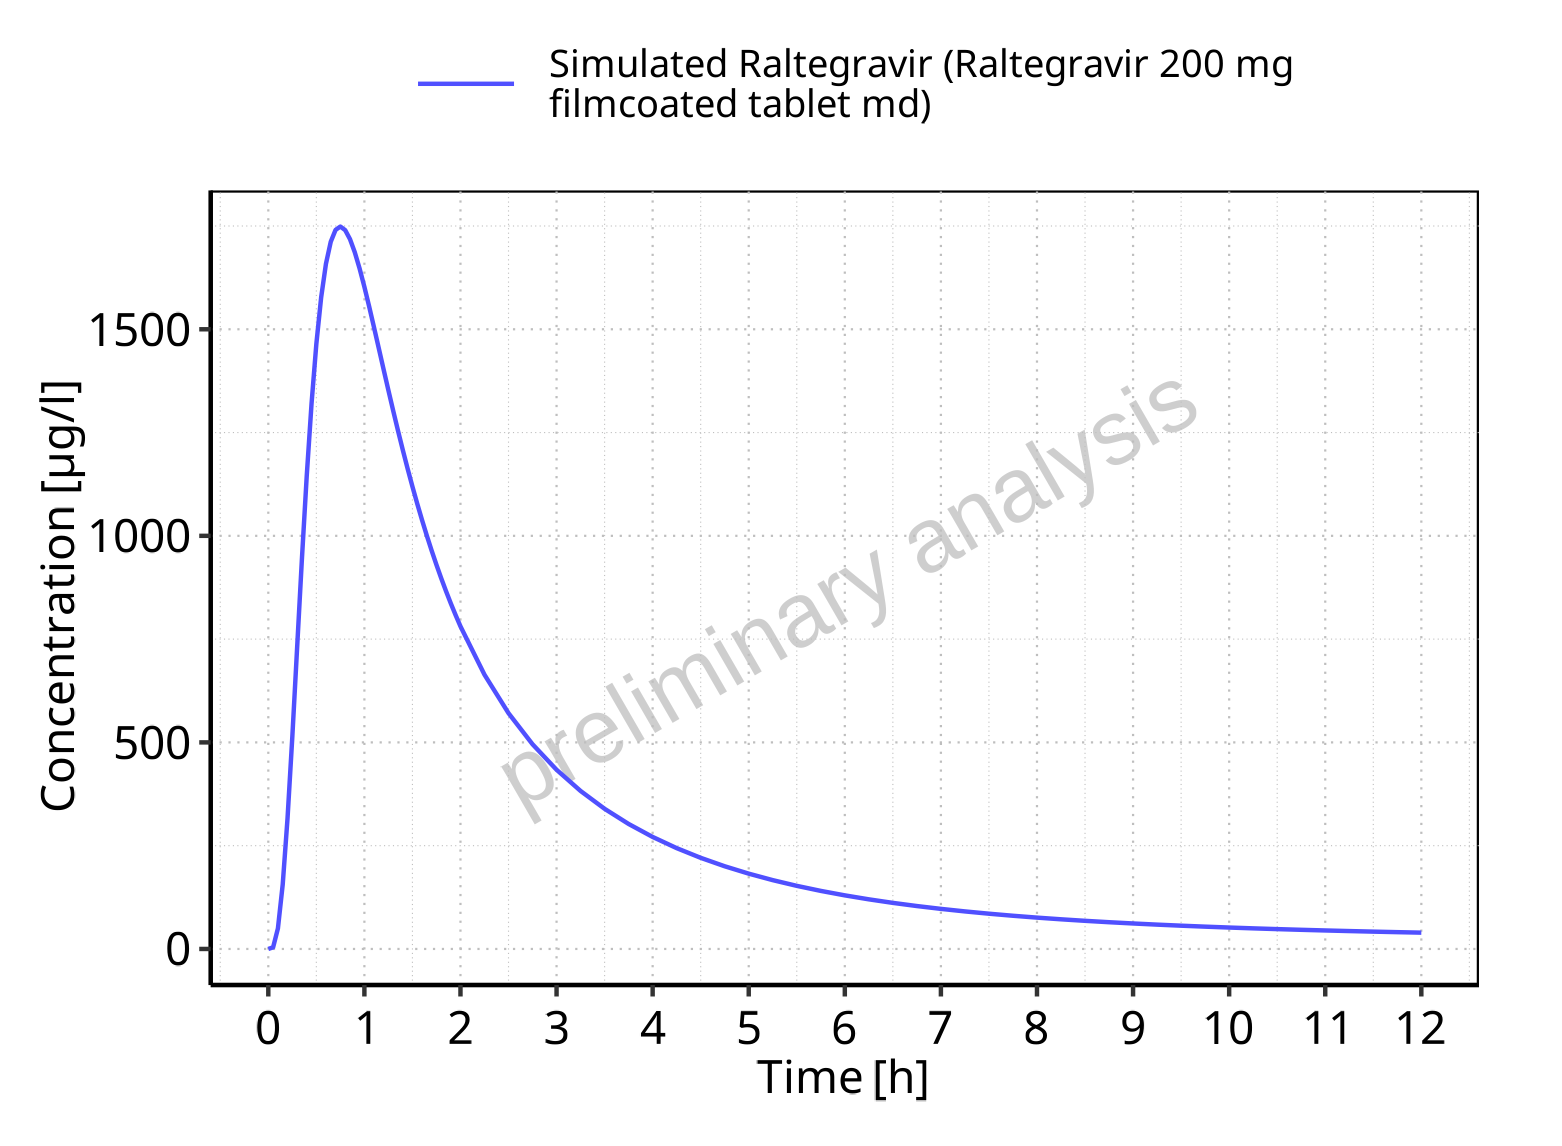 Simulated Raltegravir (Raltegravir 200 mg
filmcoated tablet md)
Concentration [µg/l]
1500
1000
500
0
preliminary analysis
0 1 2 3 4 5 6 7 8 9 10 11 12
Time [h]